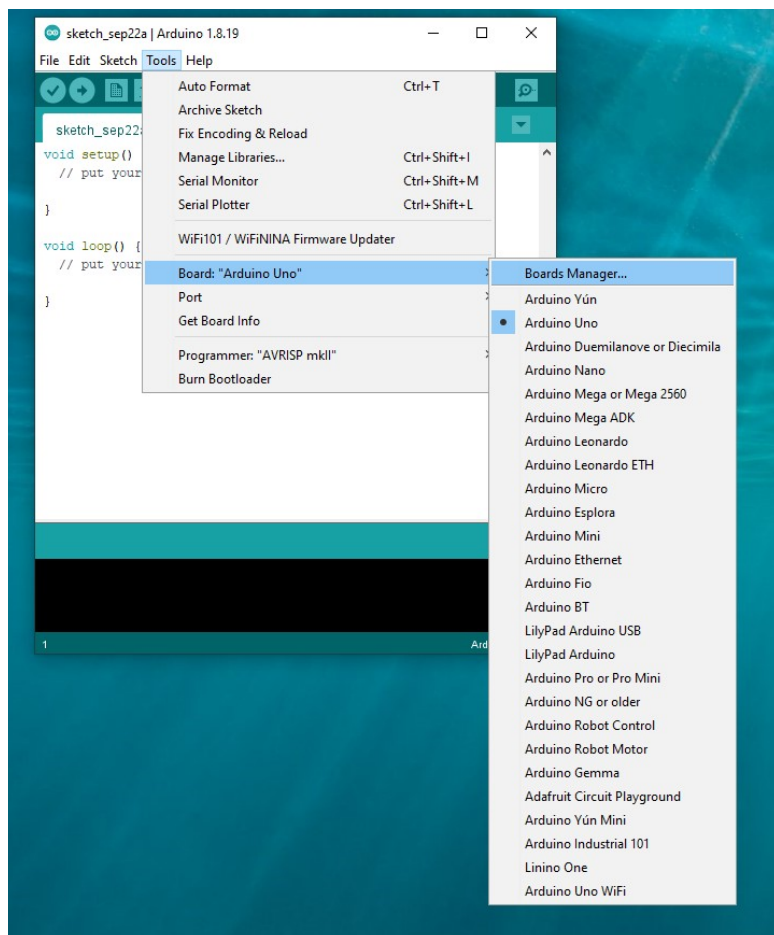 sketch_sep22a | Arduino 1.8.19
File Edit Sketch Tools Help
sketch_sep22a
void setup()
// put your
}
void loop() {
// put your
}
Auto Format Ctrl+T
Archive Sketch
Fix Encoding & Reload
Manage Libraries... Ctrl+Shift+I
Serial Monitor Ctrl+Shift+M
Serial Plotter Ctrl+Shift+L
WiFi101 / WiFiNINA Firmware Updater
Board: "Arduino Uno"
Port
Get Board Info
Programmer: "AVRISP mkII"
Burn Bootloader
Boards Manager...
Arduino Yún
Arduino Uno
Arduino Duemilanove or Diecimila
Arduino Nano
Arduino Mega or Mega 2560
Arduino Mega ADK
Arduino Leonardo
Arduino Leonardo ETH
Arduino Micro
Arduino Esplora
Arduino Mini
Arduino Ethernet
Arduino Fio
Arduino BT
LilyPad Arduino USB
LilyPad Arduino
Arduino Pro or Pro Mini
Arduino NG or older
Arduino Robot Control
Arduino Robot Motor
Arduino Gemma
Adafruit Circuit Playground
Arduino Yún Mini
Arduino Industrial 101
Linino One
Arduino Uno WiFi
1 Ard